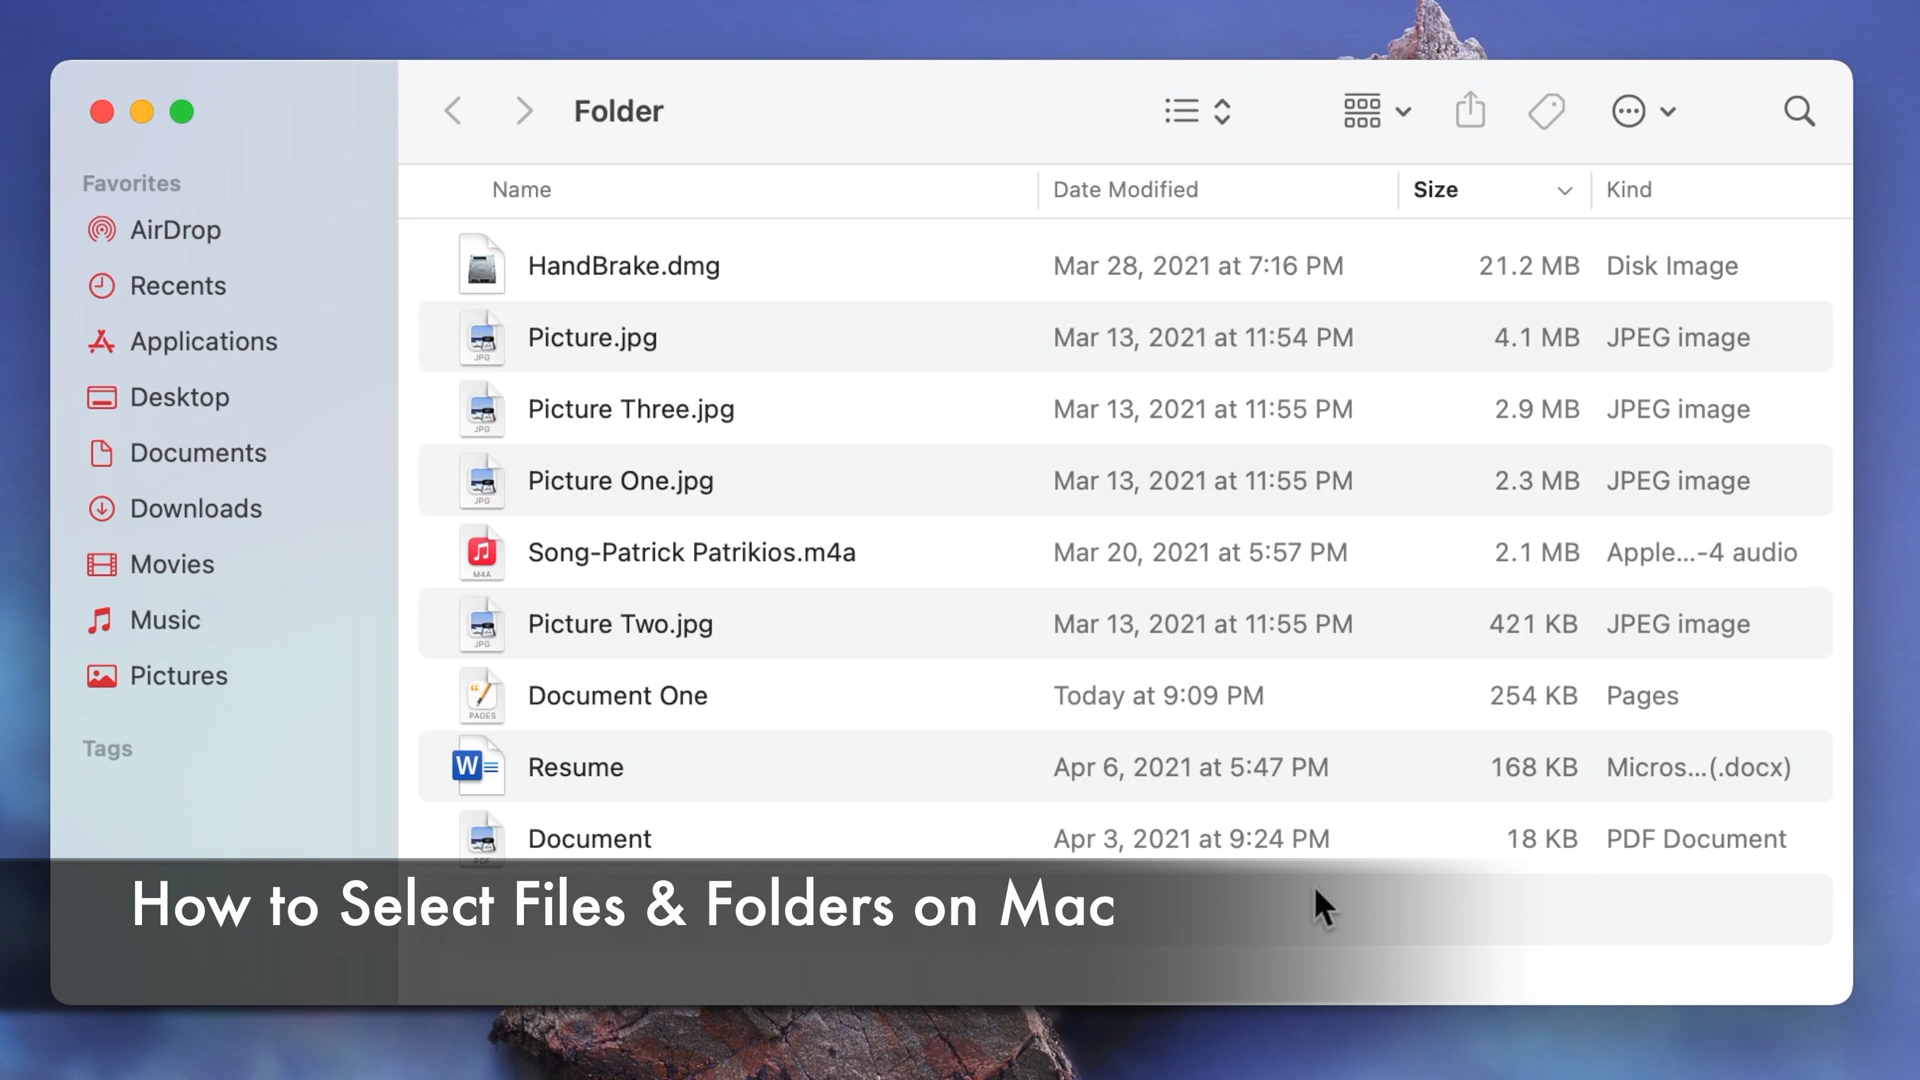 Folder
Favorites
AirDrop
Recents
Applications
Desktop
Documents
Downloads
Movies
Music
Pictures
Tags
Name Date Modified Size Kind
HandBrake.dmg Mar 28, 2021 at 7:16 PM 21.2 MB Disk Image
JPG Picture.jpg Mar 13, 2021 at 11:54 PM 4.1 MB JPEG image
JPG Picture Three.jpg Mar 13, 2021 at 11:55 PM 2.9 MB JPEG image
JPG Picture One.jpg Mar 13, 2021 at 11:55 PM 2.3 MB JPEG image
M4A Song-Patrick Patrikios.m4a Mar 20, 2021 at 5:57 PM 2.1 MB Apple...-4 audio
JPG Picture Two.jpg Mar 13, 2021 at 11:55 PM 421 KB JPEG image
PAGES Document One Today at 9:09 PM 254 KB Pages
W Resume Apr 6, 2021 at 5:47 PM 168 KB Micros...(.docx)
PDF Document Apr 3, 2021 at 9:24 PM 18 KB PDF Document
How to Select Files & Folders on Mac